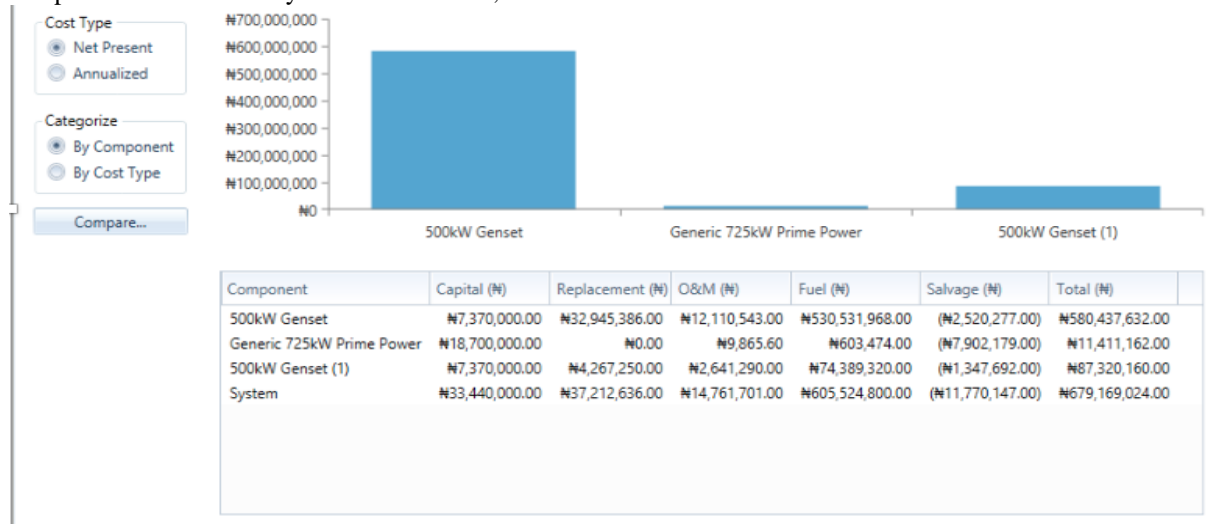 Cost Type
Net Present
Annualized
Categorize
By Component
By Cost Type
Compare...
₦700,000,000
₦600,000,000
₦500,000,000
₦400,000,000
₦300,000,000
₦200,000,000
₦100,000,000
₦0
500kW Genset Generic 725kW Prime Power 500kW Genset (1)
Component Capital (₦) Replacement (₦) O&M (₦) Fuel (₦) Salvage (₦) Total (₦)
500kW Genset ₦7,370,000.00 ₦32,945,386.00 ₦12,110,543.00 ₦530,531,968.00 (₦2,520,277.00) ₦580,437,632.00
Generic 725kW Prime Power ₦18,700,000.00 ₦0.00 ₦9,865.60 ₦603,474.00 (₦7,902,179.00) ₦11,411,162.00
500kW Genset (1) ₦7,370,000.00 ₦4,267,250.00 ₦2,641,290.00 ₦74,389,320.00 (₦1,347,692.00) ₦87,320,160.00
System ₦33,440,000.00 ₦37,212,636.00 ₦14,761,701.00 ₦605,524,800.00 (₦11,770,147.00) ₦679,169,024.00